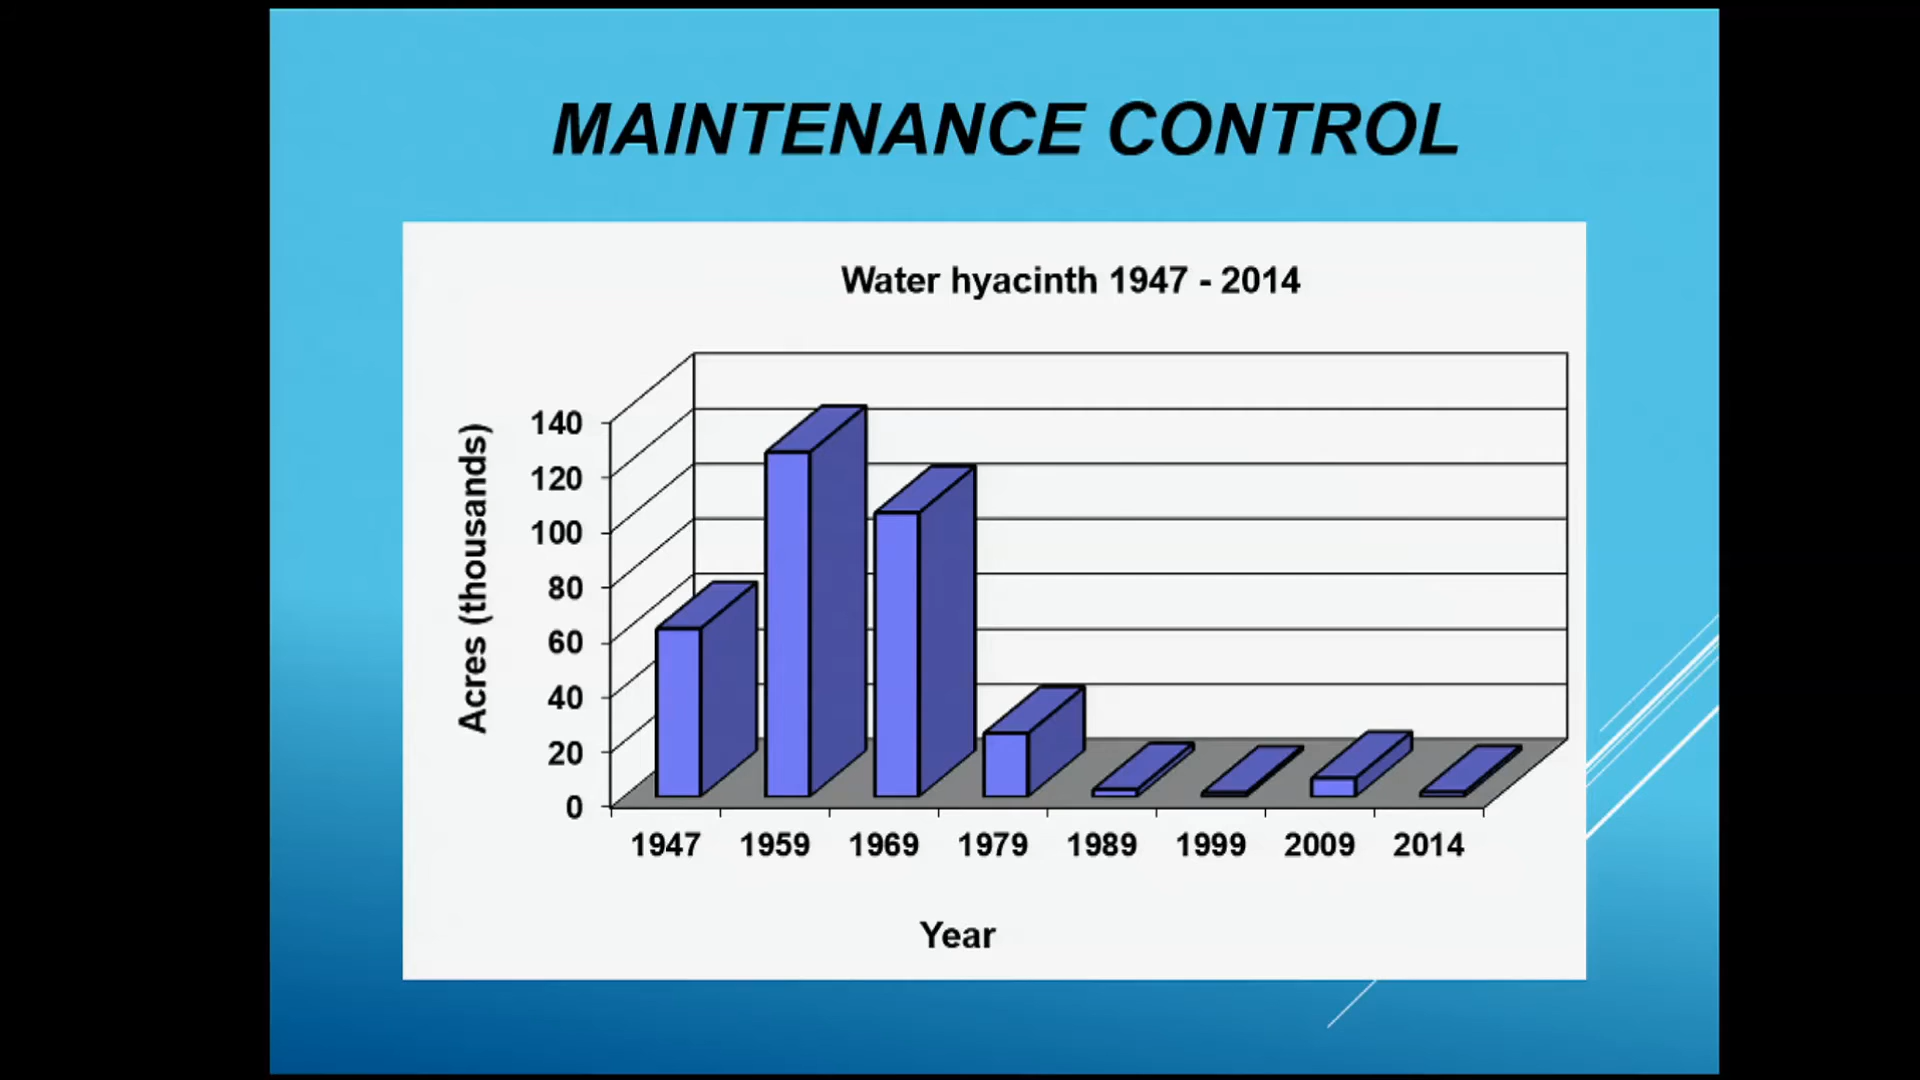 MAINTENANCE CONTROL
Water hyacinth 1947 - 2014
Acres (thousands)
140
120
100
80
60
40
20
0
1947 1959 1969 1979 1989 1999 2009 2014
Year